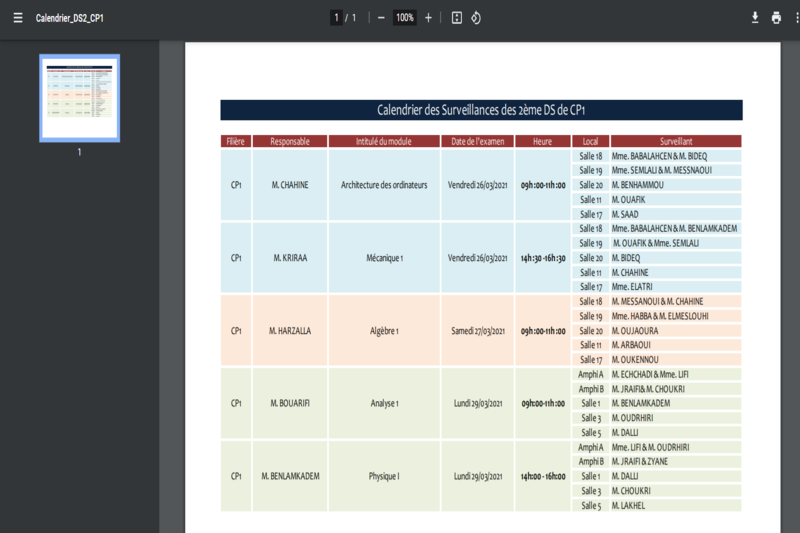 Calendrier_DS2_CP1
1 / 1
100%
1
Calendrier des Surveillances des 2ème DS de CP1
Filière Responsable Intitulé du module Date de l'examen Heure Local Surveillant
CP1 M. CHAHINE Architecture des ordinateurs Vendredi 26/03/2021 09h :00-11h :00
Salle 18 Mme. BABALAHCEN & M. BIDEQ
Salle 19 Mme. SEMLALI & M. MESSNAOUI
Salle 20 M. BENHAMMOU
Salle 11 M. OUAFIK
Salle 17 M. SAAD
CP1 M. KRIRAA Mécanique 1 Vendredi 26/03/2021 14h :30 -16h :30
Salle 18 Mme. BABALAHCEN & M. BENLAMKADEM
Salle 19 M. OUAFIK & Mme. SEMLALI
Salle 20 M. BIDEQ
Salle 11 M. CHAHINE
Salle 17 Mme. ELATRI
CP1 M. HARZALLA Algèbre 1 Samedi 27/03/2021 09h :00-11h :00
Salle 18 M. MESSANOUI & M. CHAHINE
Salle 19 Mme. HABBA & M. ELMESLOUHI
Salle 20 M. OUJAOURA
Salle 11 M. ARBAOUI
Salle 17 M. OUKENNOU
CP1 M. BOUARIFI Analyse 1 Lundi 29/03/2021 09h:00-11h:00
Amphi A M. ECHCHADI & Mme. LIFI
Amphi B M. JRAIFI& M. CHOUKRI
Salle 1 M. BENLAMKADEM
Salle 3 M. OUDRHIRI
Salle 5 M. DALLI
CP1 M. BENLAMKADEM Physique I Lundi 29/03/2021 14h:00 - 16h:00
Amphi A Mme. LIFI & M. OUDRHIRI
Amphi B M. JRAIFI & ZYANE
Salle 1 M. DALLI
Salle 3 M. CHOUKRI
Salle 5 M. LAKHEL